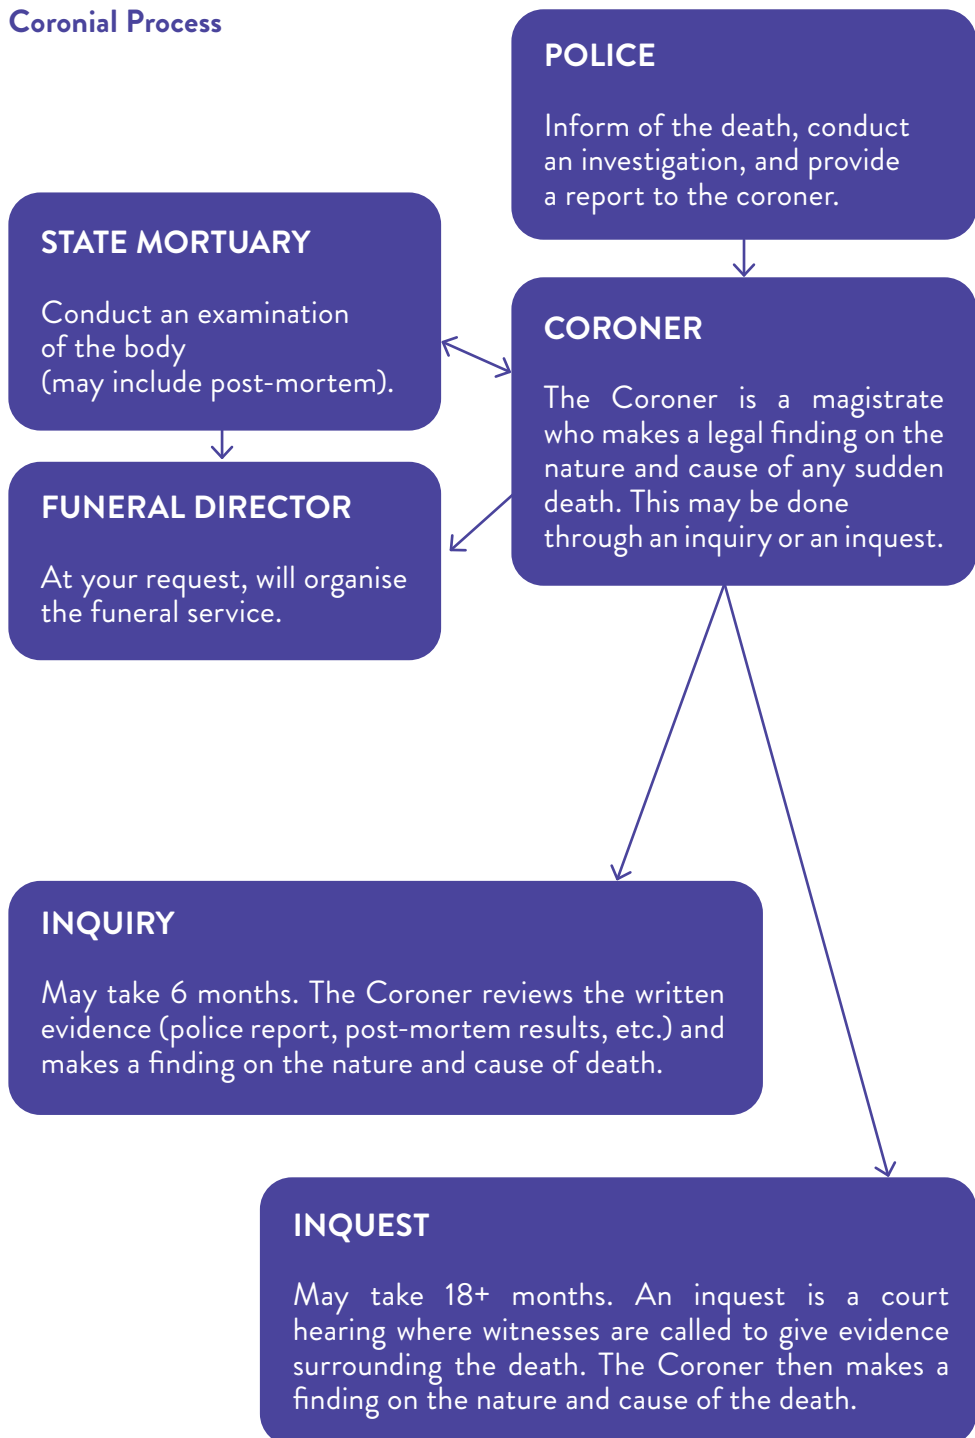 Coronial Process
POLICE
Inform of the death, conduct
an investigation, and provide
a report to the coroner.
STATE MORTUARY
Conduct an examination
of the body
(may include post-mortem).
CORONER
The Coroner is a magistrate
who makes a legal finding on the
nature and cause of any sudden
death. This may be done
through an inquiry or an inquest.
FUNERAL DIRECTOR
At your request, will organise
the funeral service.
INQUIRY
May take 6 months. The Coroner reviews the written
evidence (police report, post-mortem results, etc.) and
makes a finding on the nature and cause of death.
INQUEST
May take 18+ months. An inquest is a court
hearing where witnesses are called to give evidence
surrounding the death. The Coroner then makes a
finding on the nature and cause of the death.